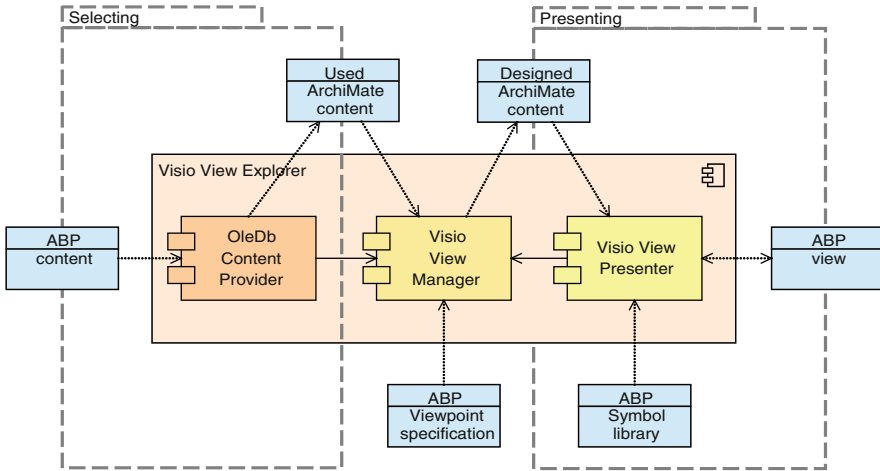 Selecting
Presenting
Used
ArchiMate
content
Designed
ArchiMate
content
Visio View Explorer
ABP
content
OleDb
Content
Provider
Visio
View
Manager
Visio View
Presenter
ABP
view
ABP
Viewpoint
specification
ABP
Symbol
library